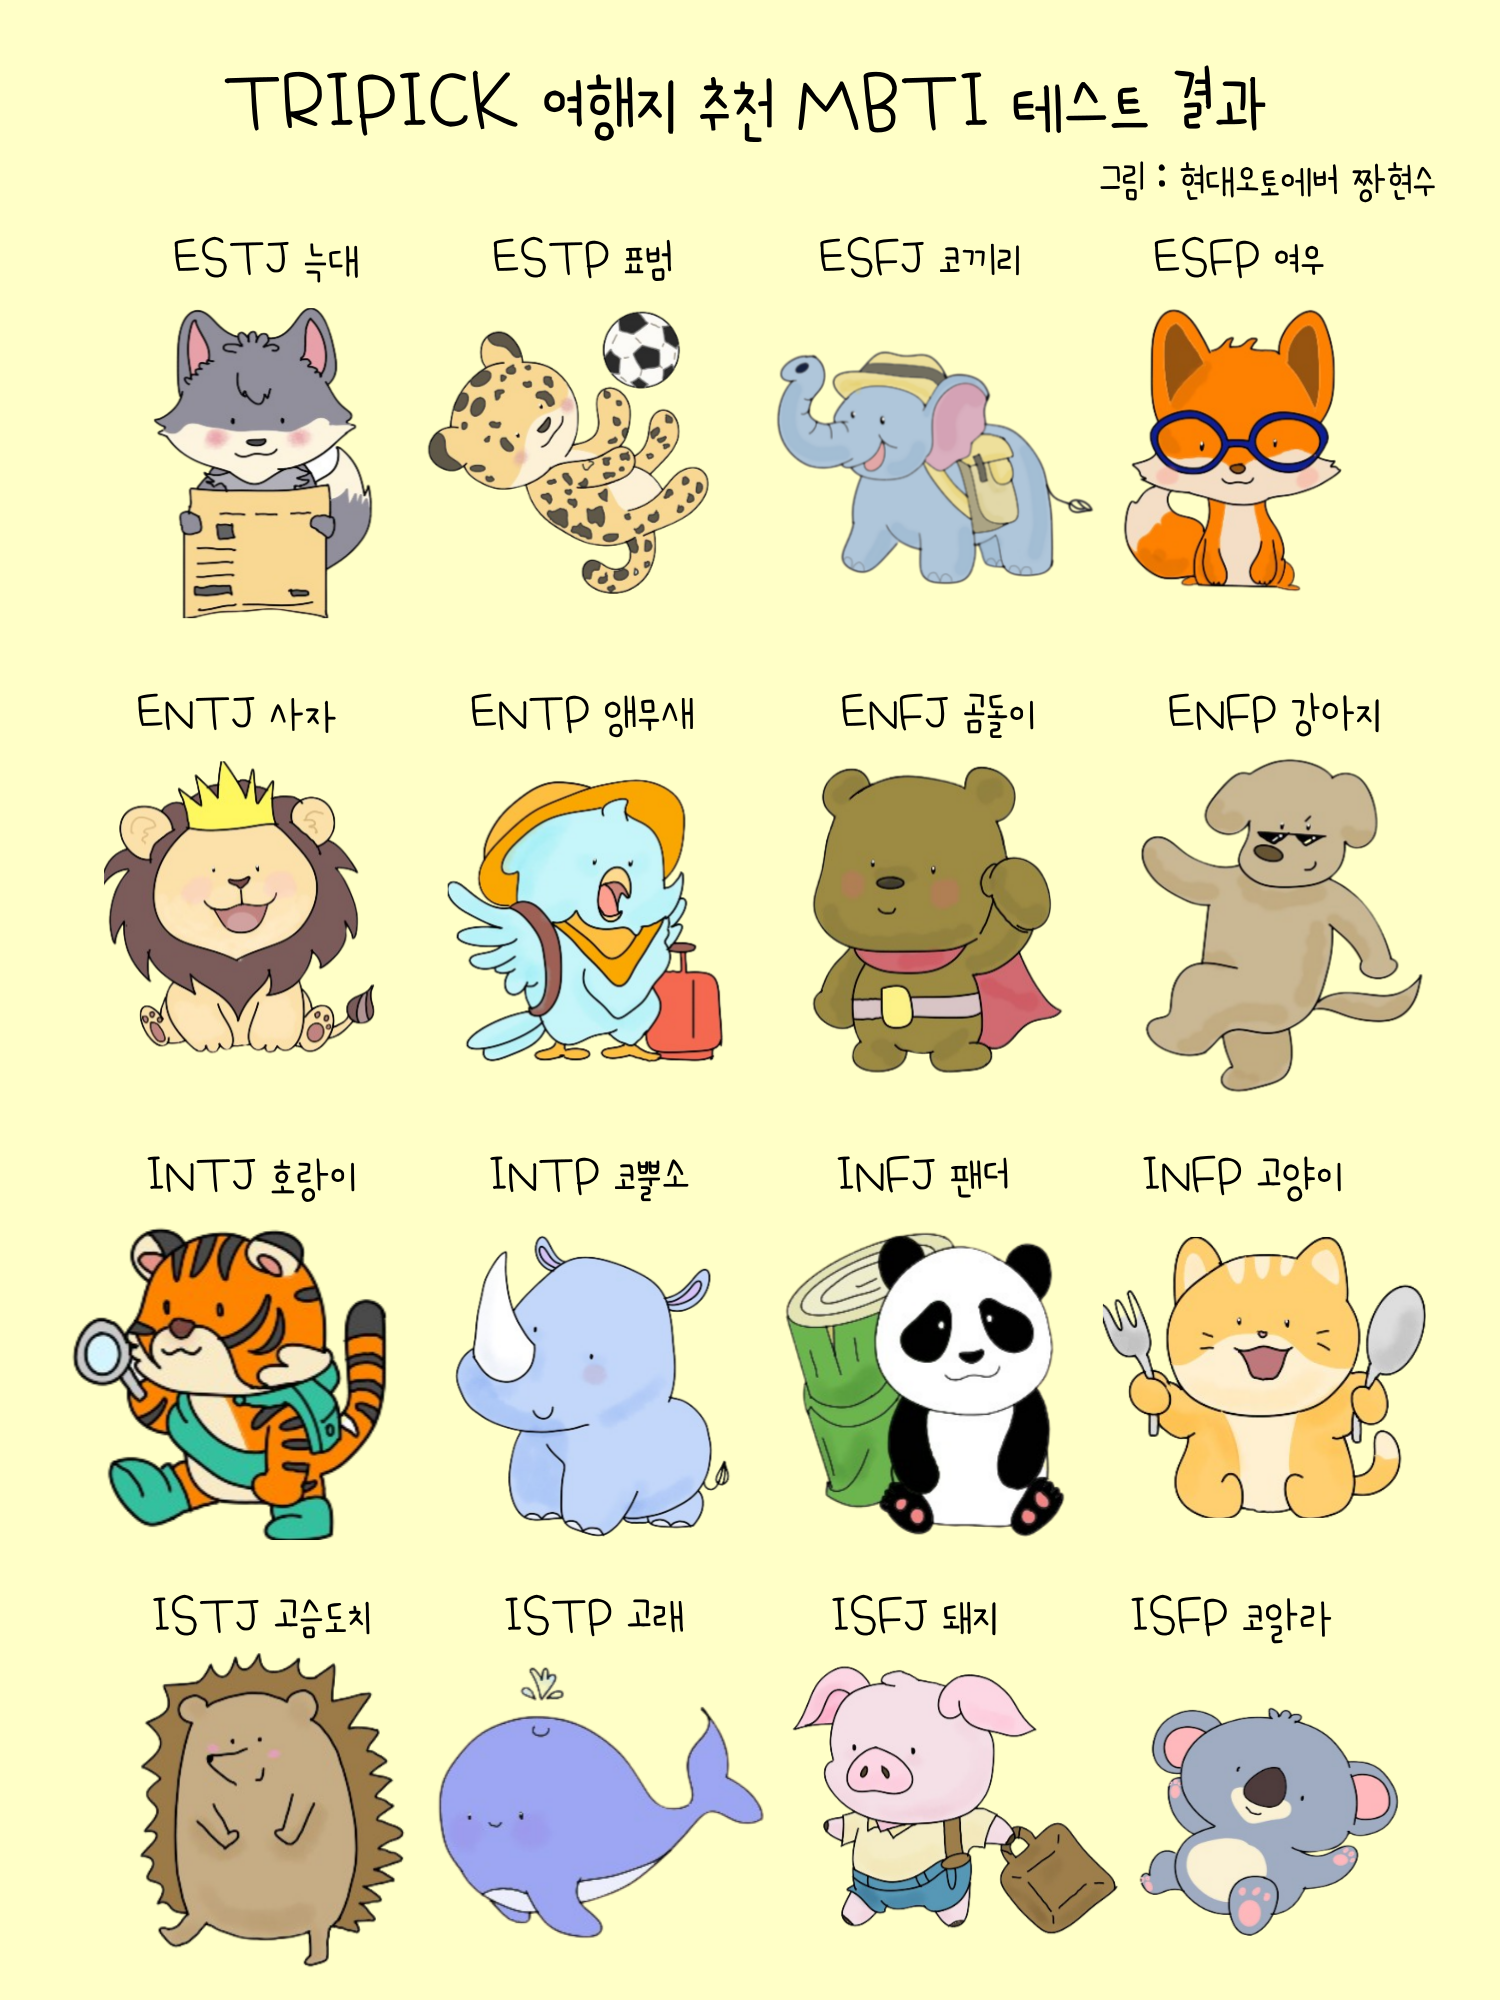 TRIPICK 여행지 추천 MBTI 테스트 결과
그림 : 현대오토에버 짱현수
ESTJ 늑대
ESTP 표범
ESFJ 코끼리
ESFP 여우
ENTJ 사자
ENTP 앵무새
ENFJ 곰돌이
ENFP 강아지
INTJ 호랑이
INTP 코뿔소
INFJ 팬더
INFP 고양이
ISTJ 고슴도치
ISTP 고래
ISFJ 돼지
ISFP 코알라